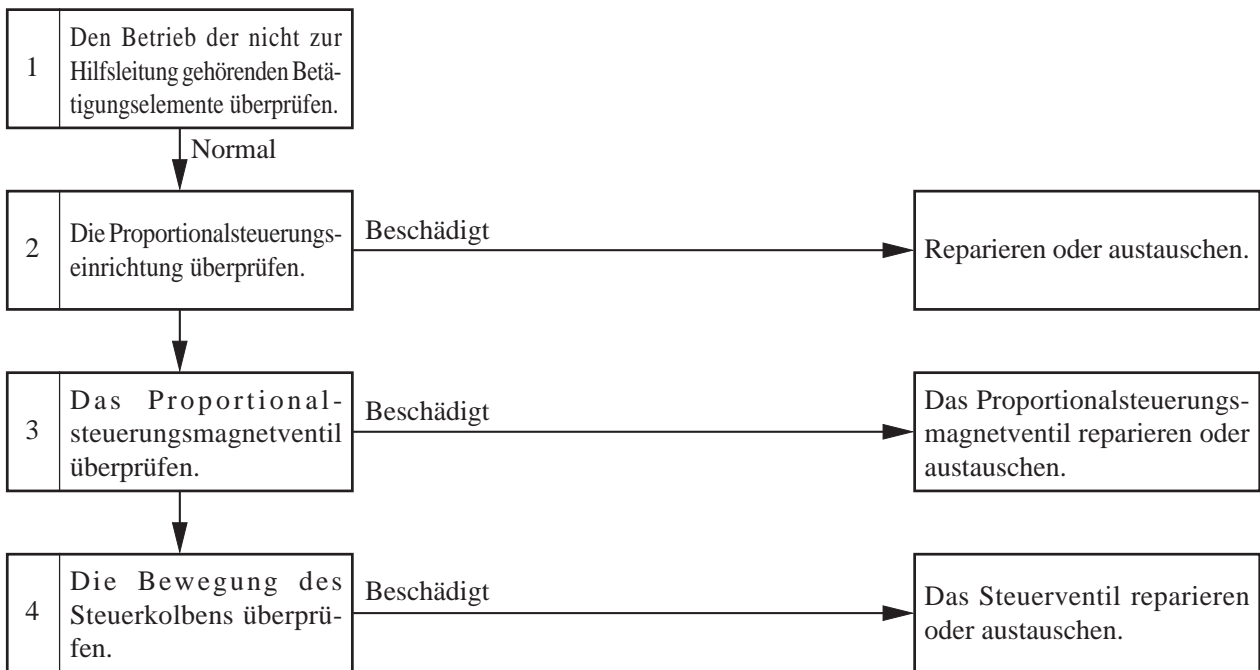 1
Den Betrieb der nicht zur
Hilfsleitung gehörenden Betä-
tigungselemente überprüfen.
Normal
2
Die Proportionalsteuerungs-
einrichtung überprüfen.
Beschädigt
Reparieren oder austauschen.
3
Das Proportional-
steuerungsmagnetventil
überprüfen.
Beschädigt
Das Proportionalsteuerungs-
magnetventil reparieren oder
austauschen.
4
Die Bewegung des
Steuerkolbens überprü-
fen.
Beschädigt
Das Steuerventil reparieren
oder austauschen.